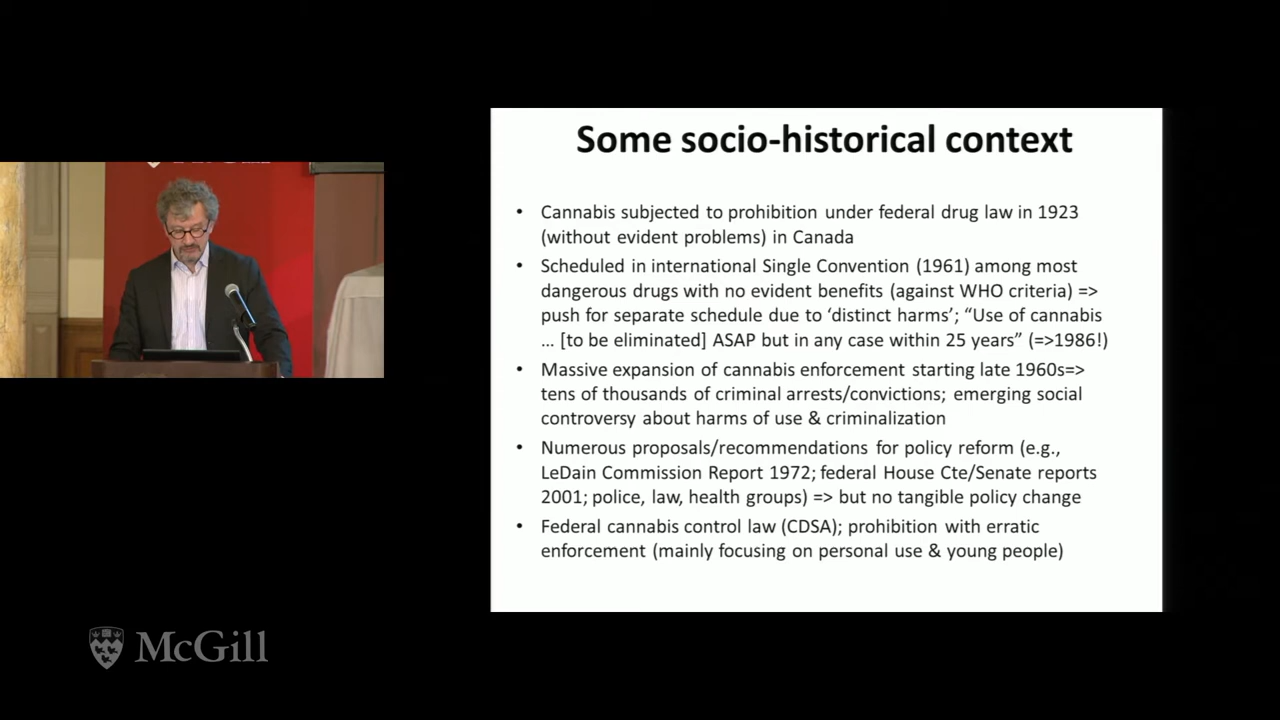 Some socio-historical context
• Cannabis subjected to prohibition under federal drug law in 1923
(without evident problems) in Canada
• Scheduled in international Single Convention (1961) among most
dangerous drugs with no evident benefits (against WHO criteria) =>
push for separate schedule due to ‘distinct harms’; “Use of cannabis
... [to be eliminated] ASAP but in any case within 25 years” (=>1986!)
• Massive expansion of cannabis enforcement starting late 1960s=>
tens of thousands of criminal arrests/convictions; emerging social
controversy about harms of use & criminalization
• Numerous proposals/recommendations for policy reform (e.g.,
LeDain Commission Report 1972; federal House Cte/Senate reports
2001; police, law, health groups) => but no tangible policy change
• Federal cannabis control law (CDSA); prohibition with erratic
enforcement (mainly focusing on personal use & young people)
McGill